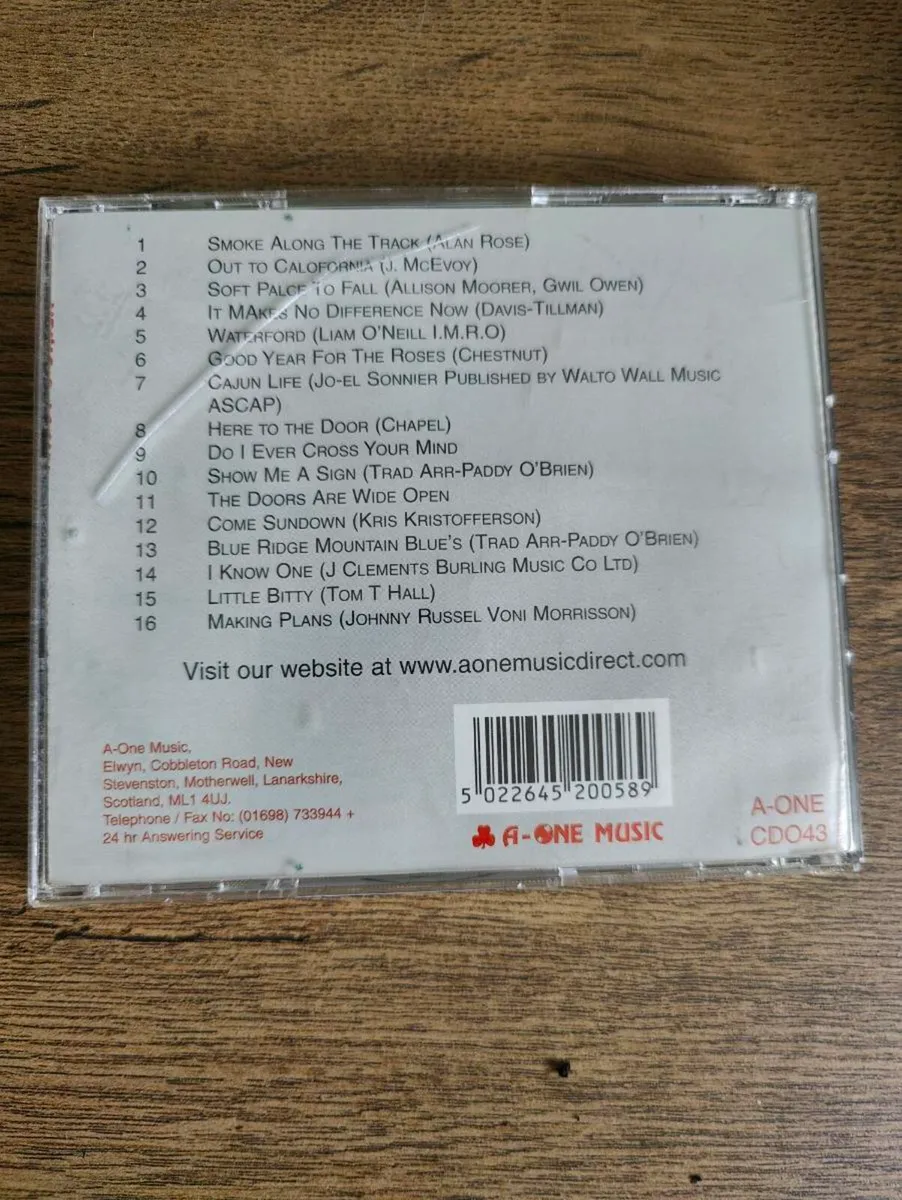 1 SMOKE ALONG THE TRACK (ALAN ROSE)
2 OUT TO CALOFORNIA (J. MCEVOY)
3 SOFT PALCE TO FALL (ALLISON MOORER, GWIL OWEN)
4 IT MAKES NO DIFFERENCE NOW (DAVIS-TILLMAN)
5 WATERFORD (LIAM O'NEILL I.M.R.O)
6 GOOD YEAR FOR THE ROSES (CHESTNUT)
7 CAJUN LIFE (JO-EL SONNIER PUBLISHED BY WALTO WALL MUSIC
ASCAP)
8 HERE TO THE DOOR (CHAPEL)
9 DO I EVER CROSS YOUR MIND
10 SHOW ME A SIGN (TRAD ARR-PADDY O'BRIEN)
11 THE DOORS ARE WIDE OPEN
12 COME SUNDOWN (KRIS KRISTOFFERSON)
13 BLUE RIDGE MOUNTAIN BLUE'S (TRAD ARR-PADDY O'BRIEN)
14 I KNOW ONE (J CLEMENTS BURLING MUSIC CO LTD)
15 LITTLE BITTY (TOM T HALL)
16 MAKING PLANS (JOHNNY RUSSEL VONI MORRISSON)
Visit our website at www.aonemusicdirect.com
A-One Music,
Elwyn, Cobbleton Road, New
Stevenston, Motherwell, Lanarkshire,
Scotland, ML1 4UJ.
Telephone / Fax No: (01698) 733944 +
24 hr Answering Service
5 022645 200589
A-ONE MUSIC
A-ONE
CDO43